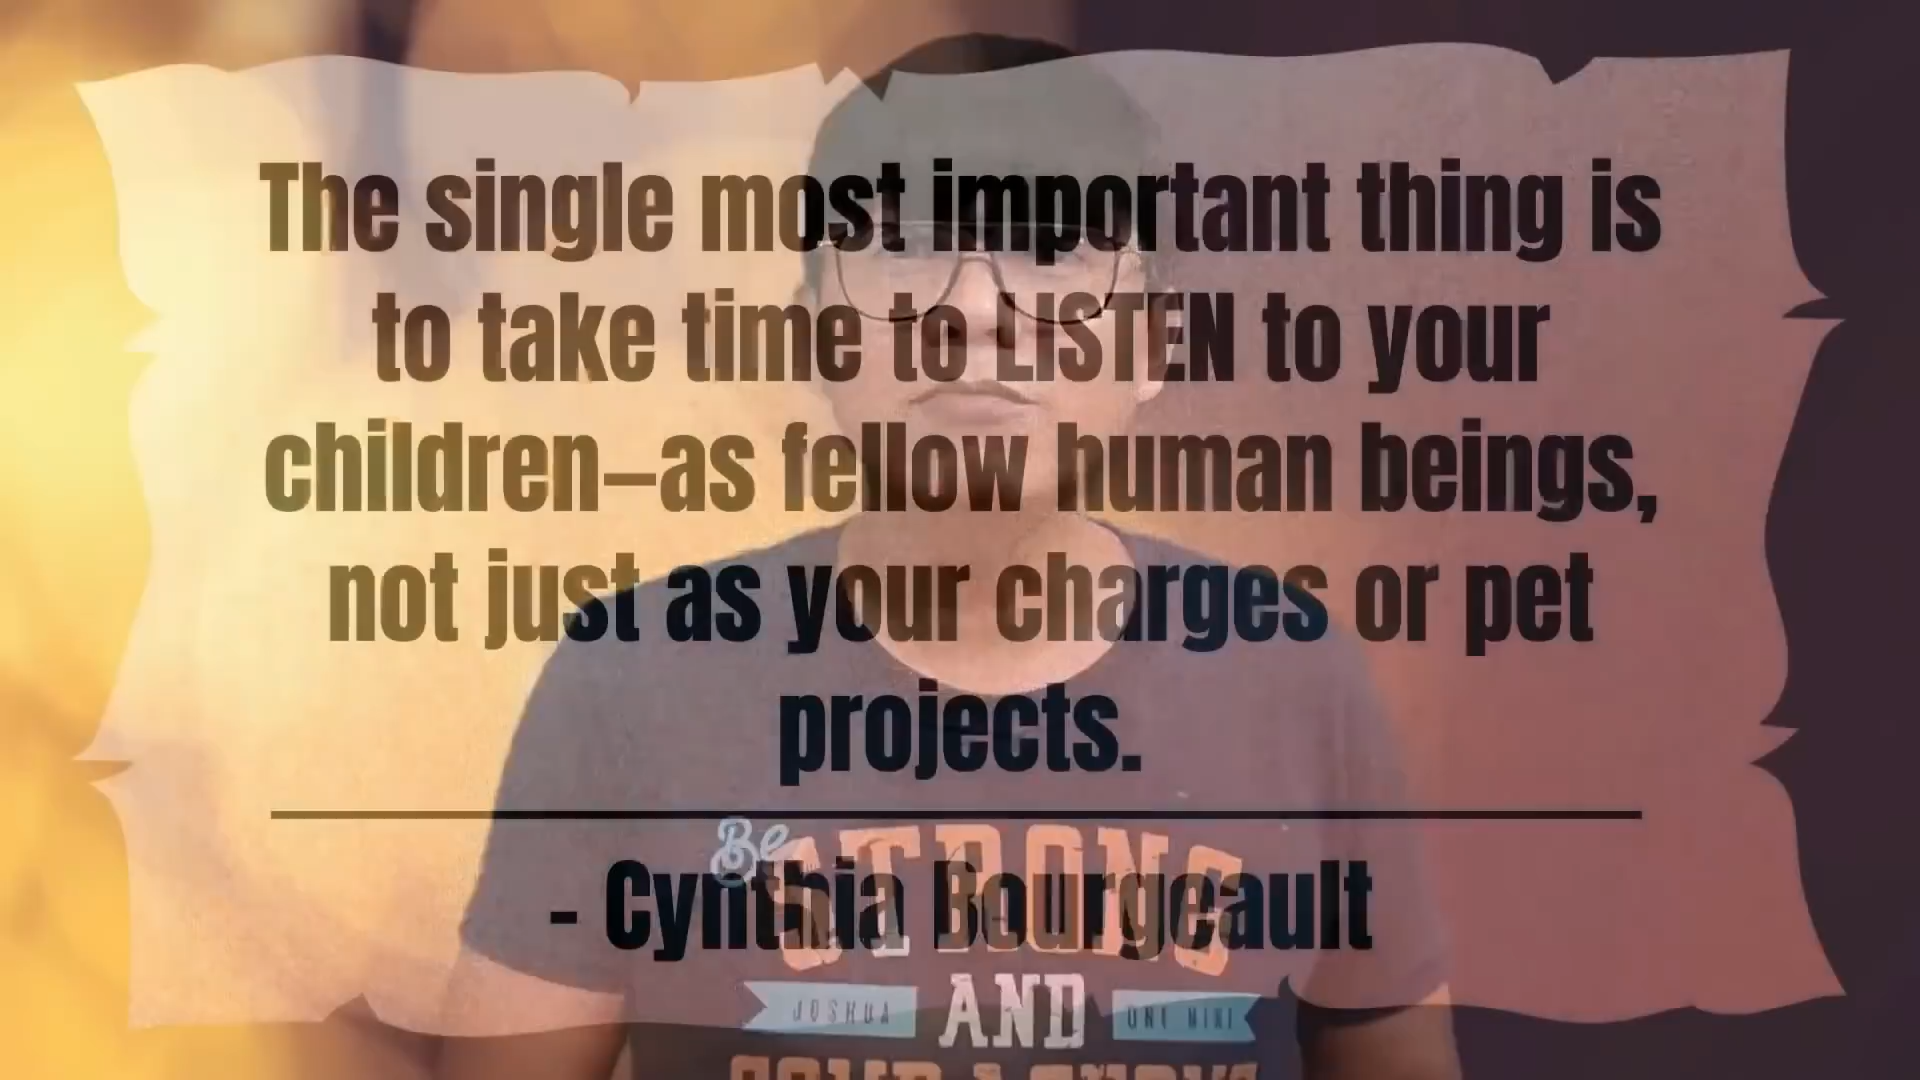 The single most important thing is
to take time to LISTEN to your
children—as fellow human beings,
not just as your charges or pet
projects.
- Cynthia Bourgeault
Be
STRONG
JOSHUA
AND
ONE NINE